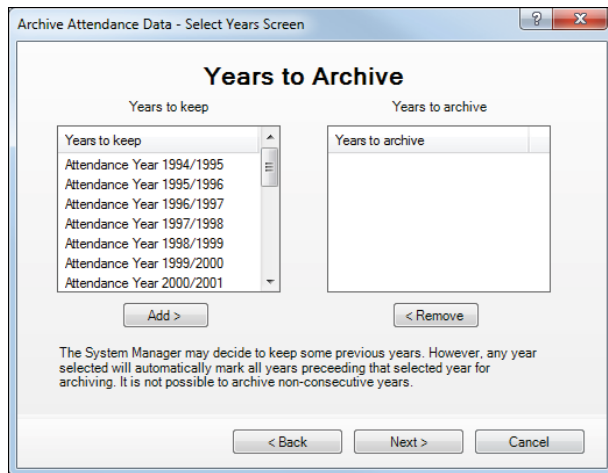 Archive Attendance Data - Select Years Screen
?
Years to Archive
Years to keep
Years to archive
Years to keep
Attendance Year 1994/1995
Attendance Year 1995/1996
Attendance Year 1996/1997
Attendance Year 1997/1998
Attendance Year 1998/1999
Attendance Year 1999/2000
Attendance Year 2000/2001
Years to archive
Add >
< Remove
The System Manager may decide to keep some previous years. However, any year
selected will automatically mark all years preceeding that selected year for
archiving. It is not possible to archive non-consecutive years.
< Back
Next >
Cancel